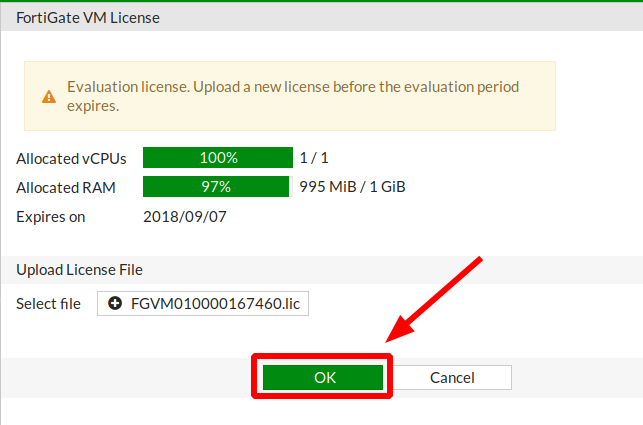 FortiGate VM License
Evaluation license. Upload a new license before the evaluation period
expires.
Allocated vCPUs 100% 1 / 1
Allocated RAM 97% 995 MiB / 1 GiB
Expires on 2018/09/07
Upload License File
Select file FGVM010000167460.lic
OK Cancel